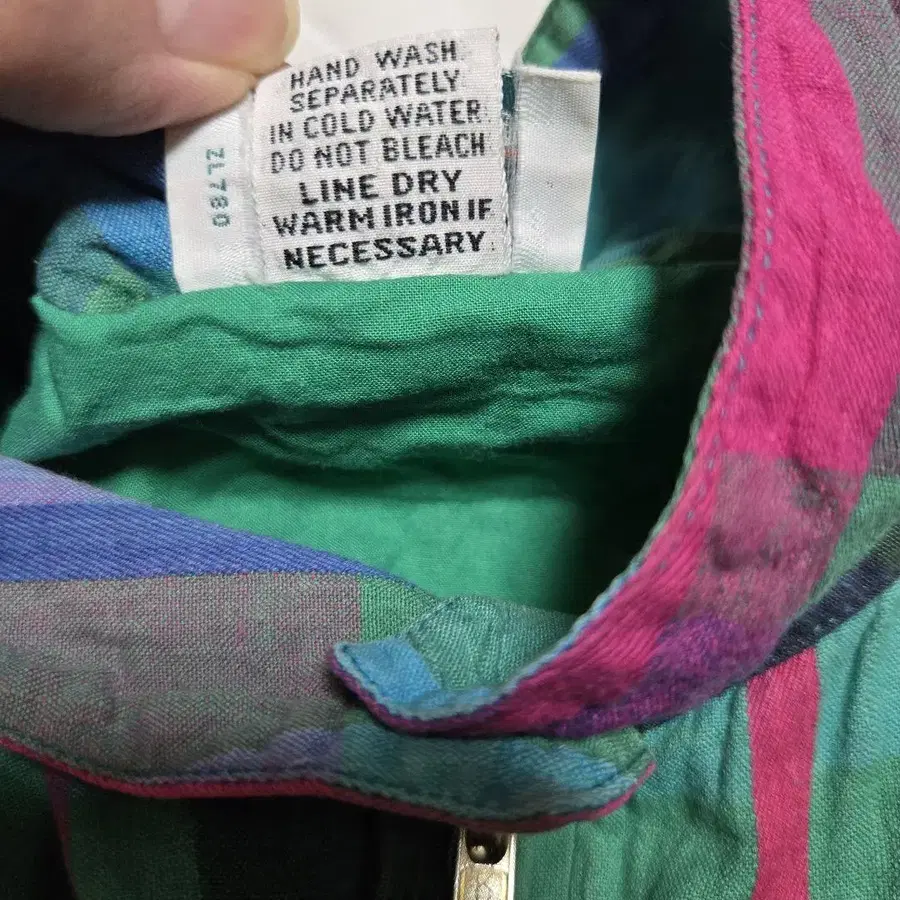 HAND WASH
SEPARATELY
IN COLD WATER.
DO NOT BLEACH
LINE DRY
WARM IRON IF
NECESSARY.
ZL780